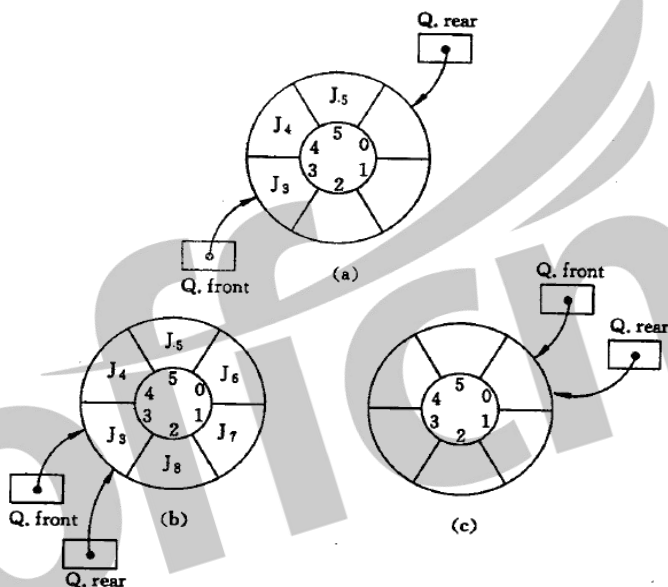 Q. rear
J₅
J₄
5
4
0
3
1
J₃
2
Q. front
(a)
Q. front
J₅
Q. rear
J₄
5
J₆
5
4
0
4
0
3
1
3
1
J₃
2
J₇
2
J₈
Q. front
(b)
(c)
Q. rear